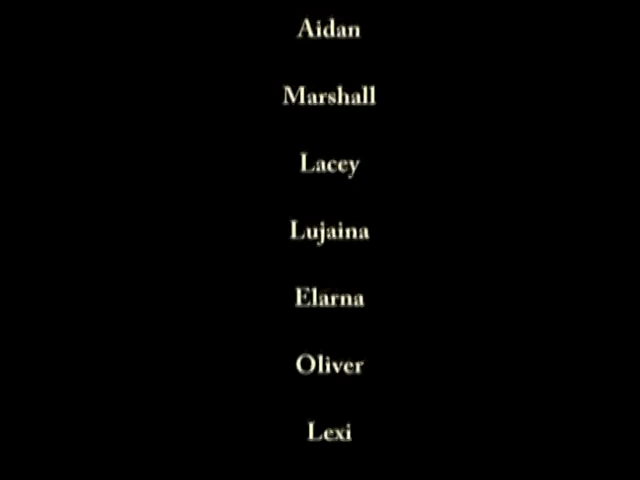 Aidan
Marshall
Lacey
Lujaina
Elarna
Oliver
Lexi